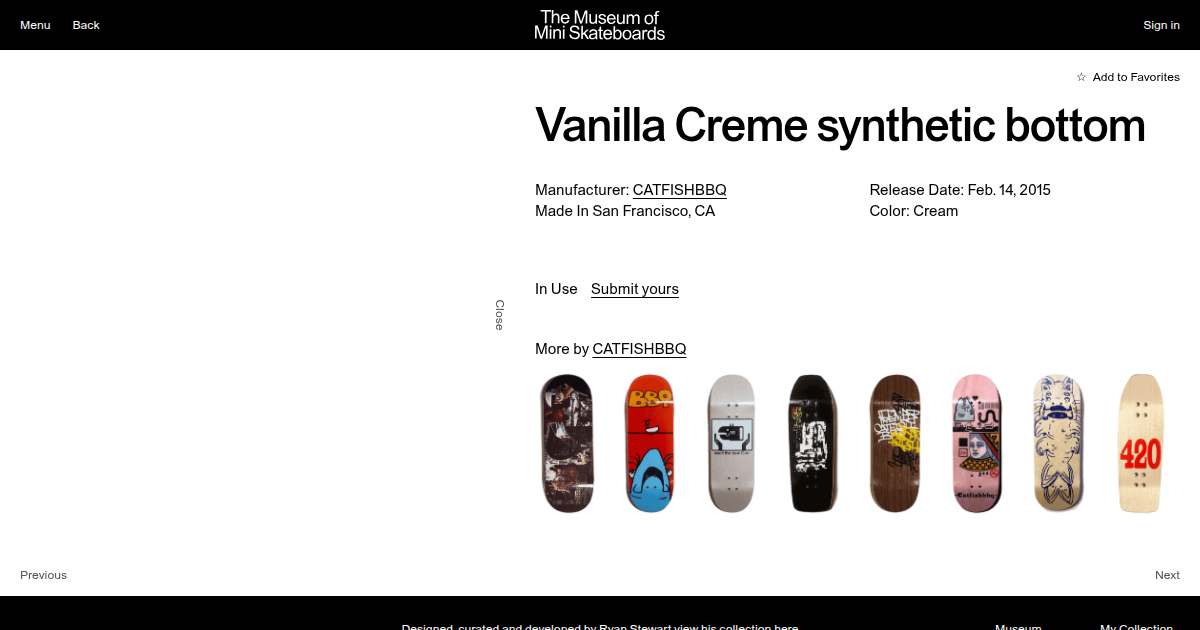 Menu
Back
The Museum of
Mini Skateboards
Sign in
☆ Add to Favorites
Vanilla Creme synthetic bottom
Manufacturer: CATFISHBBQ
Made In San Francisco, CA
Release Date: Feb. 14, 2015
Color: Cream
In Use
Submit yours
Close
More by CATFISHBBQ
BBQ
Catfishbbq
420
Previous
Next
Designed, curated and developed by Ryan Stewart view his collection here
Museum
My Collection